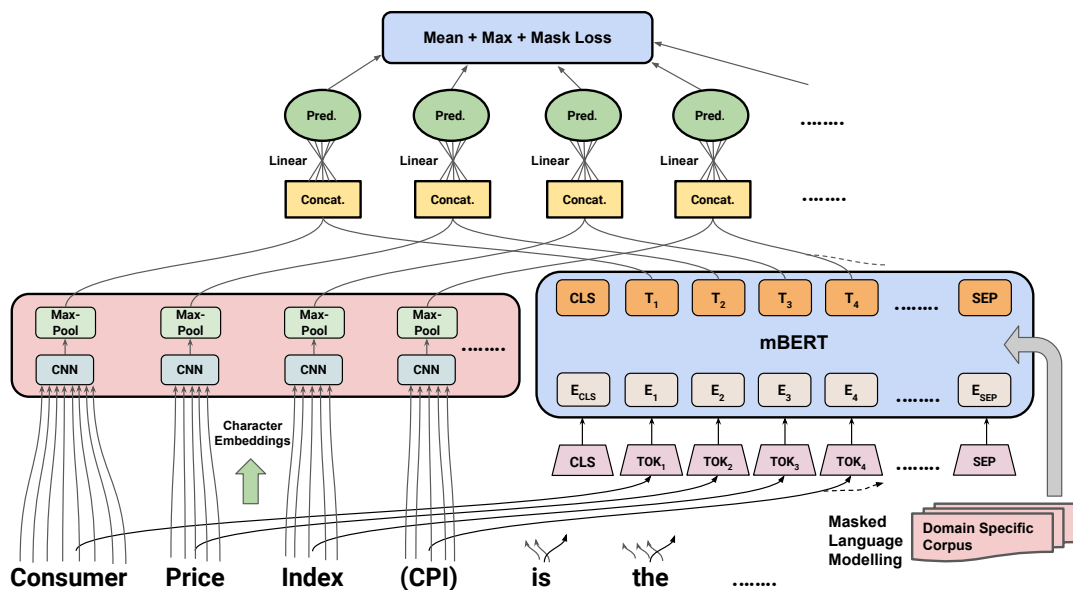 Mean + Max + Mask Loss
Pred. Pred. Pred. Pred. ........
Linear Linear Linear Linear
Concat. Concat. Concat. Concat. ........
Max-Pool Max-Pool Max-Pool Max-Pool ........
CNN CNN CNN CNN
CLS T1 T2 T3 T4 ........ SEP
mBERT
ECLS E1 E2 E3 E4 ........ ESEP
Character
Embeddings
CLS TOK1 TOK2 TOK3 TOK4 ........ SEP
Masked
Language
Modelling
Domain Specific
Corpus
Consumer Price Index (CPI) is the ........